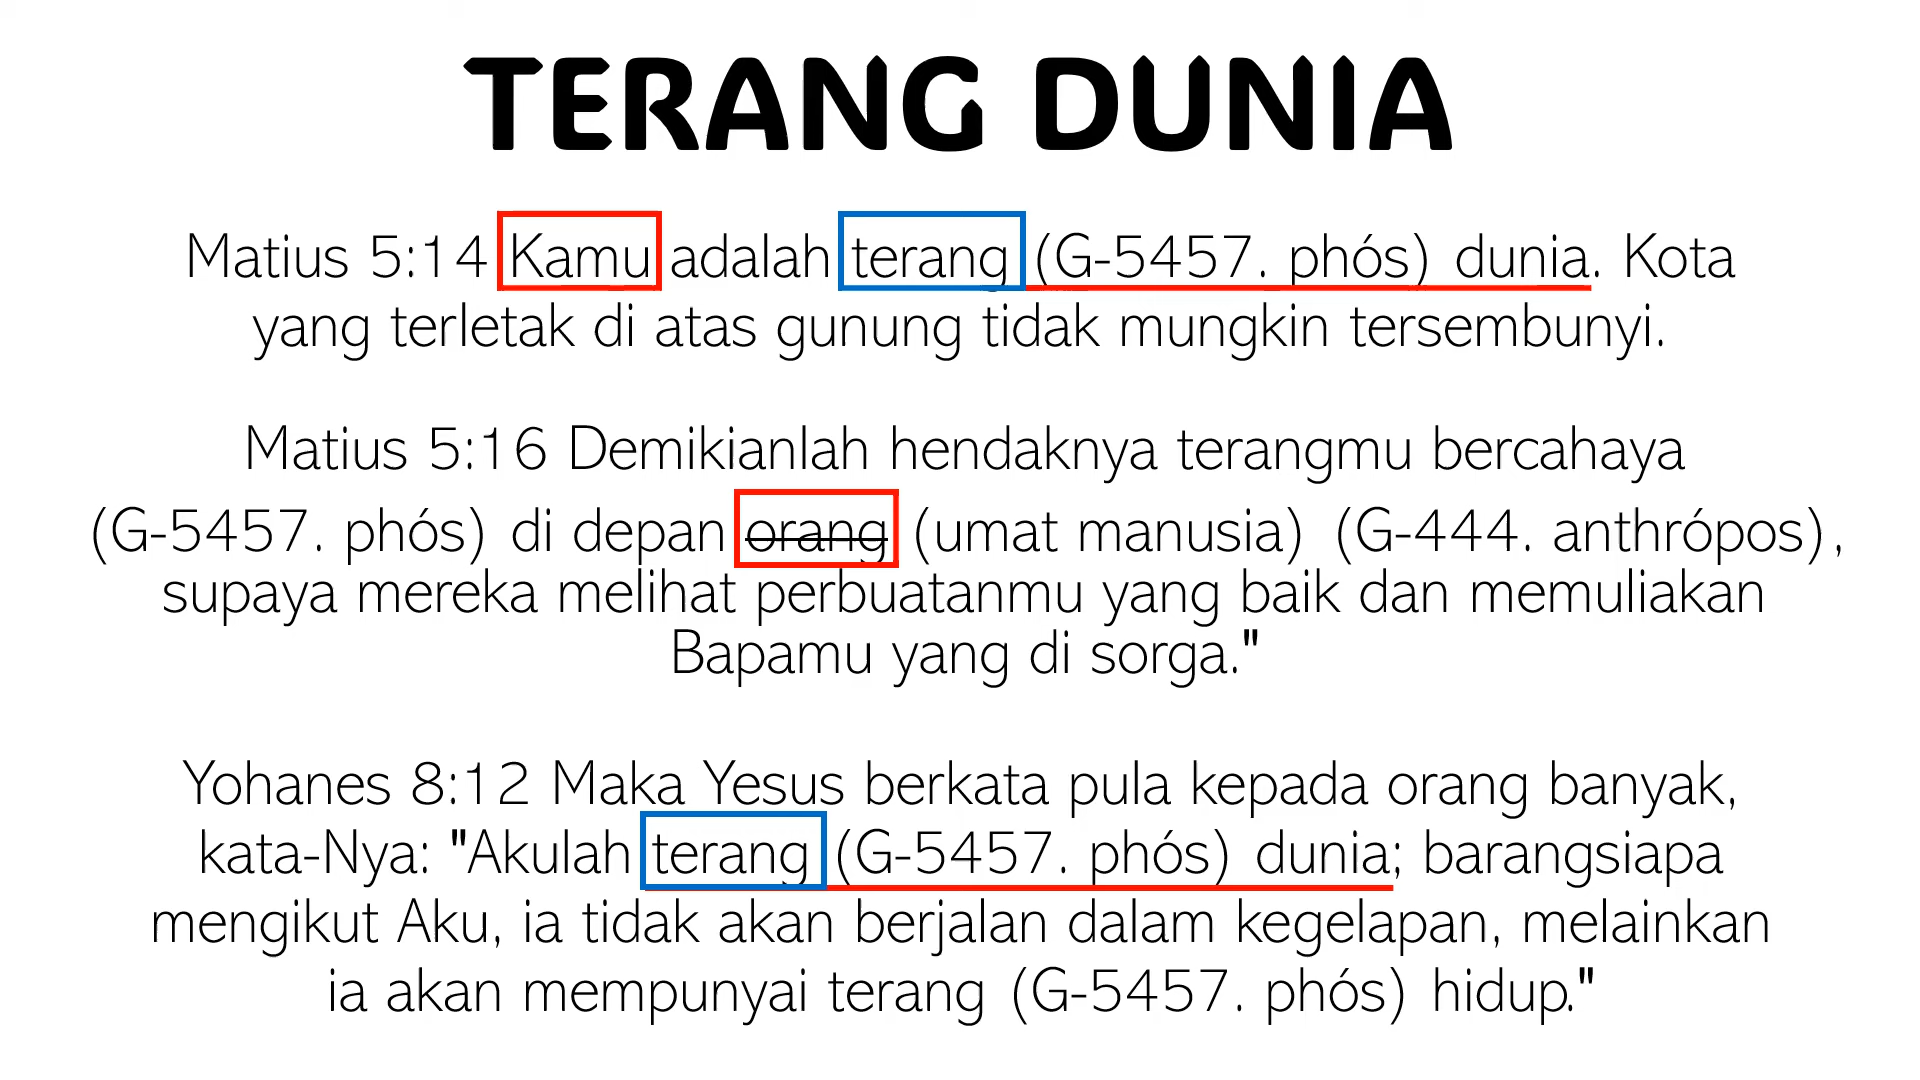 TERANG DUNIA
Matius 5:14 Kamu adalah terang (G-5457. phós) dunia. Kota
yang terletak di atas gunung tidak mungkin tersembunyi.
Matius 5:16 Demikianlah hendaknya terangmu bercahaya
(G-5457. phós) di depan orang (umat manusia) (G-444. anthrópos),
supaya mereka melihat perbuatanmu yang baik dan memuliakan
Bapamu yang di sorga."
Yohanes 8:12 Maka Yesus berkata pula kepada orang banyak,
kata-Nya: "Akulah terang (G-5457. phós) dunia; barangsiapa
mengikut Aku, ia tidak akan berjalan dalam kegelapan, melainkan
ia akan mempunyai terang (G-5457. phós) hidup."